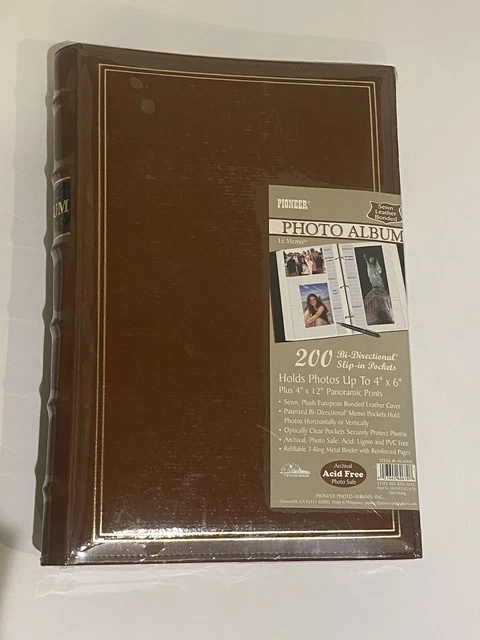 UM
PIONEER®
Sewn
Leather
Bonded
PHOTO ALBUM
Le Memo™
200 Bi-Directional®
Slip-in Pockets
Holds Photos Up To 4" x 6"
Plus 4" x 12" Panoramic Prints
• Sewn, Plush European Bonded Leather Cover
• Patented Bi-Directional® Memo Pockets Hold
Photos Horizontally or Vertically
• Optically Clear Pockets Securely Protect Photos
• Archival, Photo Safe: Acid, Lignin and PVC Free
• Refillable 3-Ring Metal Binder with Reinforced Pages
Archival
Acid Free
Photo Safe
PIONEER PHOTO ALBUMS, INC.